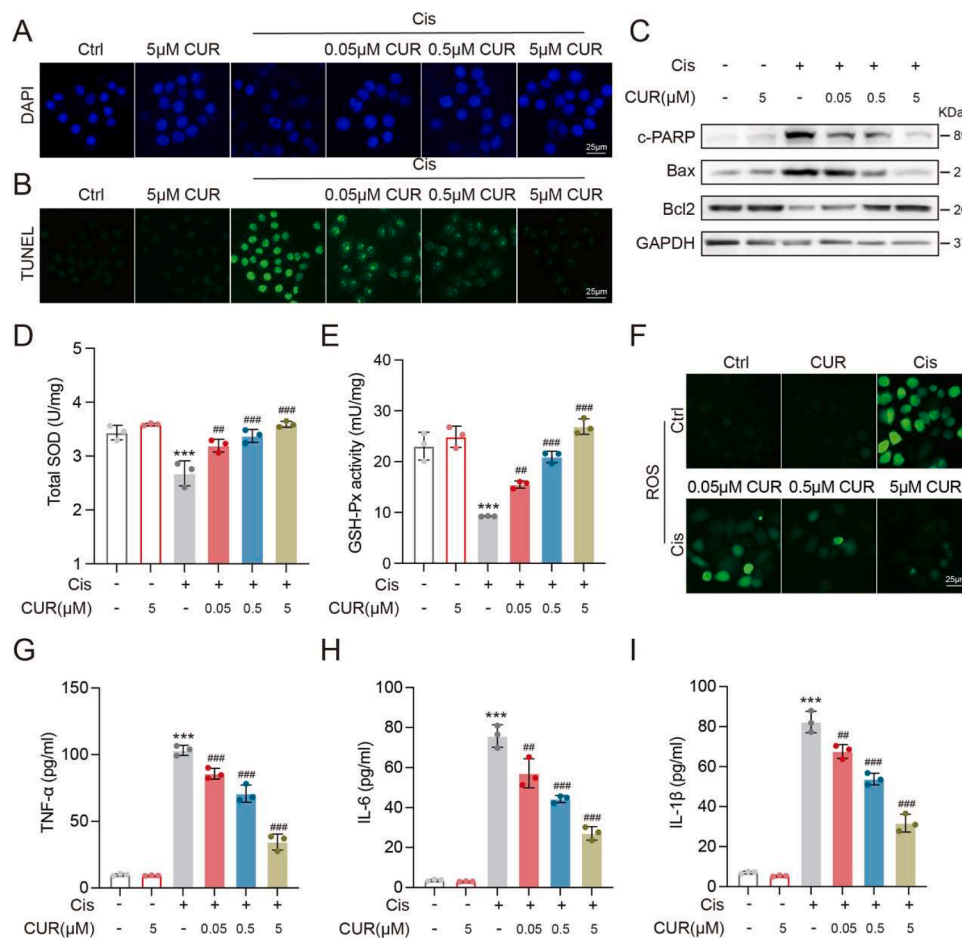 A
Cis
Ctrl 5μM CUR 0.05μM CUR 0.5μM CUR 5μM CUR
DAPI
25μm
B
Cis
Ctrl 5μM CUR 0.05μM CUR 0.5μM CUR 5μM CUR
TUNEL
25μm
C
Cis - - + + + +
CUR(μM) - 5 - 0.05 0.5 5
KDa
c-PARP - 89
Bax - 2
Bcl2 - 26
GAPDH - 37
D
Total SOD (U/mg)
5
4
3
2
1
*** ## ### ###
Cis - - + + + +
CUR(μM) - 5 - 0.05 0.5 5
E
GSH-Px activity (mU/mg)
40
30
20
10
0
*** ## ### ###
Cis - - + + + +
CUR(μM) - 5 - 0.05 0.5 5
F
Ctrl CUR Cis
Ctrl
ROS
0.05μM CUR 0.5μM CUR 5μM CUR
Cis
25μm
G
TNF-α (pg/ml)
150
100
50
0
*** ### ### ###
Cis - - + + + +
CUR(μM) - 5 - 0.05 0.5 5
H
IL-6 (pg/ml)
100
80
60
40
20
0
*** ## ### ###
Cis - - + + + +
CUR(μM) - 5 - 0.05 0.5 5
I
IL-1β (pg/ml)
100
80
60
40
20
0
*** ## ### ###
Cis - - + + + +
CUR(μM) - 5 - 0.05 0.5 5